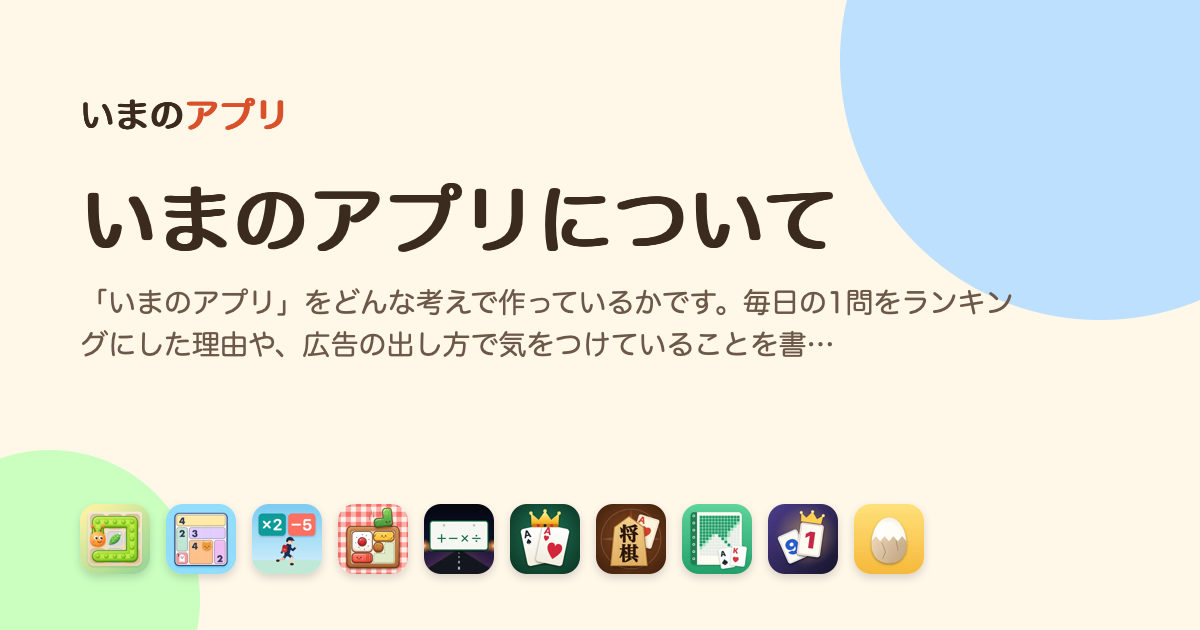 いまのアプリ
いまのアプリについて
「いまのアプリ」をどんな考えで作っているかです。毎日の1問をランキン
グにした理由や、広告の出し方で気をつけていることを書…
4
2 3
4
2
×2 −5
+−×÷
A A
将棋
A
A K
9 1